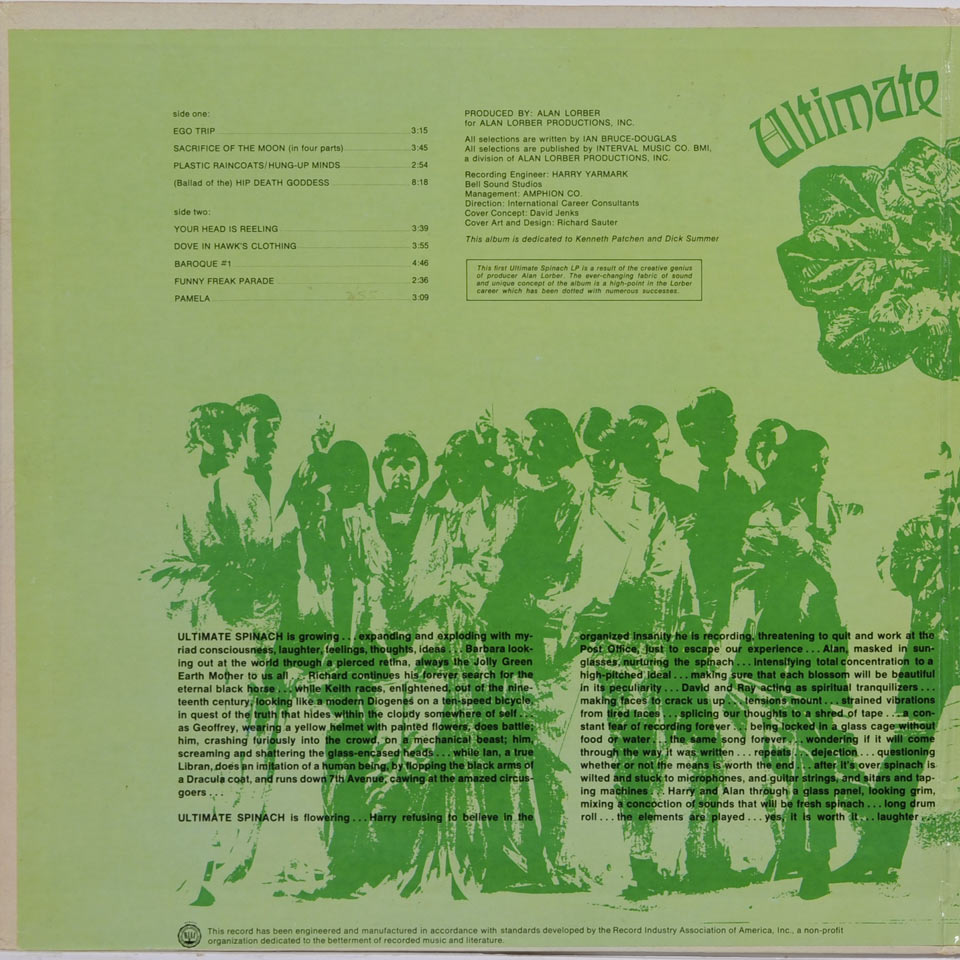 side one:
EGO TRIP 3:15
SACRIFICE OF THE MOON (in four parts) 3:45
PLASTIC RAINCOATS/HUNG-UP MINDS 2:54
(Ballad of the) HIP DEATH GODDESS 8:18
side two:
YOUR HEAD IS REELING 3:39
DOVE IN HAWK'S CLOTHING 3:55
BAROQUE #1 4:46
FUNNY FREAK PARADE 2:36
PAMELA 3:09
PRODUCED BY: ALAN LORBER
for ALAN LORBER PRODUCTIONS, INC.
All selections are written by IAN BRUCE-DOUGLAS
All selections are published by INTERVAL MUSIC CO. BMI,
a division of ALAN LORBER PRODUCTIONS, INC.
Recording Engineer: HARRY YARMARK
Bell Sound Studios
Management: AMPHION CO.
Direction: International Career Consultants
Cover Concept: David Jenks
Cover Art and Design: Richard Sauter
This album is dedicated to Kenneth Patchen and Dick Summer
This first Ultimate Spinach LP is a result of the creative genius
of producer Alan Lorber. The ever-changing fabric of sound
and unique concept of the album is a high-point in the Lorber
career which has been dotted with numerous successes.
Ultimate
ULTIMATE SPINACH is growing . . . expanding and exploding with my-
riad consciousness, laughter, feelings, thoughts, ideas . . . Barbara look-
ing out at the world through a pierced retina, always the Jolly Green
Earth Mother to us all . . . Richard continues his forever search for the
eternal black horse . . . while Keith races, enlightened, out of the nine-
teenth century, looking like a modern Diogenes on a ten-speed bicycle,
in quest of the truth that hides within the cloudy somewhere of self . . .
as Geoffrey, wearing a yellow helmet with painted flowers, does battle;
him, crashing furiously into the crowd, on a mechanical beast; him,
screaming and shattering the glass-encased heads . . . while Ian, a true
Libran, does an imitation of a human being, by flopping the black arms of
a Dracula coat, and runs down 7th Avenue, cawing at the amazed circus-
goers . . .
ULTIMATE SPINACH is flowering . . . Harry refusing to believe in the
organized insanity he is recording, threatening to quit and work at the
Post Office, just to escape our experience . . . Alan, masked in sun-
glasses, nurturing the spinach . . . intensifying total concentration to a
high-pitched ideal . . . making sure that each blossom will be beautiful
in its peculiarity . . . David and Ray acting as spiritual tranquilizers . . .
making faces to crack us up . . . tensions mount . . . strained vibrations
from tired faces . . . splicing our thoughts to a shred of tape . . . a con-
stant fear of recording forever . . . being locked in a glass cage without
food or water . . . the same song forever . . . wondering if it will come
through the way it was written . . . repeats . . . dejection . . . questioning
whether or not the means is worth the end . . . after it's over spinach is
wilted and stuck to microphones, and guitar strings, and sitars and tap-
ing machines . . . Harry and Alan through a glass panel, looking grim,
mixing a concoction of sounds that will be fresh spinach . . . long drum
roll . . . the elements are played . . . yes, it is worth it . . . laughter . . .
This record has been engineered and manufactured in accordance with standards developed by the Record Industry Association of America, Inc., a non-profit
organization dedicated to the betterment of recorded music and literature.